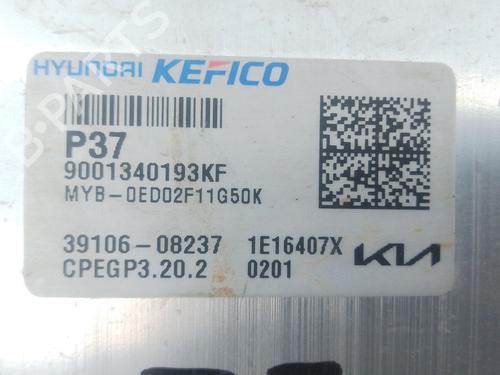 HYUNDAI KEFICO
P37
9001340193KF
MYB-0ED02F11G50K
39106-08237 1E16407X KIA
CPEGP3.20.2 0201